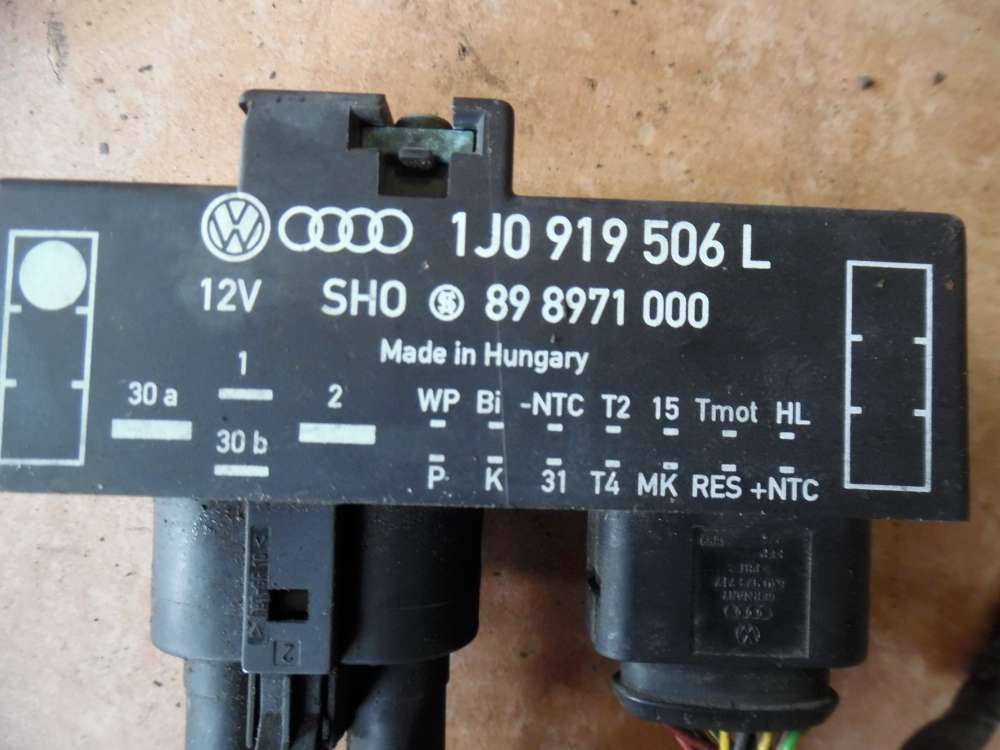 1J0 919 506 L
12V SHO 89 8971 000
Made in Hungary
1
30 a 2 WP Bi -NTC T2 15 Tmot HL
30 b
P K 31 T4 MK RES +NTC
2